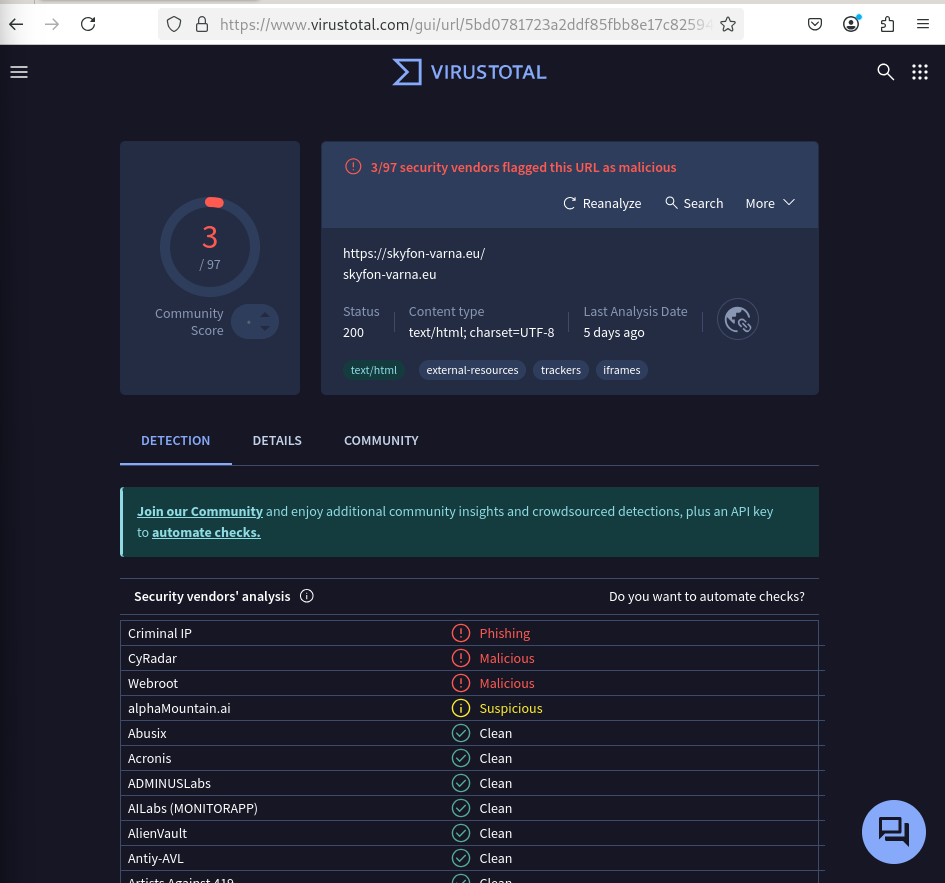 https://www.virustotal.com/gui/url/5bd0781723a2ddf85fbb8e17c8259
VIRUSTOTAL
3
/ 97
Community
Score
3/97 security vendors flagged this URL as malicious
Reanalyze Search More
https://skyfon-varna.eu/
skyfon-varna.eu
Status Content type Last Analysis Date
200 text/html; charset=UTF-8 5 days ago
text/html external-resources trackers iframes
DETECTION DETAILS COMMUNITY
Join our Community and enjoy additional community insights and crowdsourced detections, plus an API key
to automate checks.
Security vendors' analysis Do you want to automate checks?
Criminal IP Phishing
CyRadar Malicious
Webroot Malicious
alphaMountain.ai Suspicious
Abusix Clean
Acronis Clean
ADMINUSLabs Clean
AILabs (MONITORAPP) Clean
AlienVault Clean
Antiy-AVL Clean
Artists Against 419 Clean